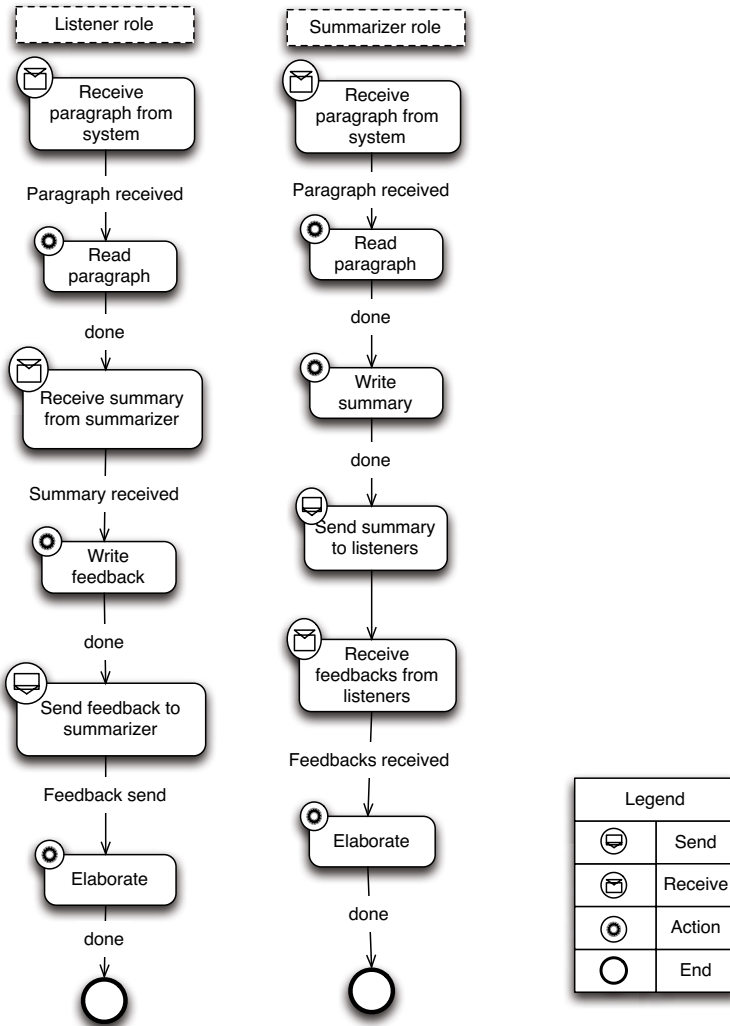 Listener role
Receive
paragraph from
system
Paragraph received
Read
paragraph
done
Receive summary
from summarizer
Summary received
Write
feedback
done
Send feedback to
summarizer
Feedback send
Elaborate
done
Summarizer role
Receive
paragraph from
system
Paragraph received
Read
paragraph
done
Write
summary
done
Send summary
to listeners
Receive
feedbacks from
listeners
Feedbacks received
Elaborate
done
Legend
Send
Receive
Action
End